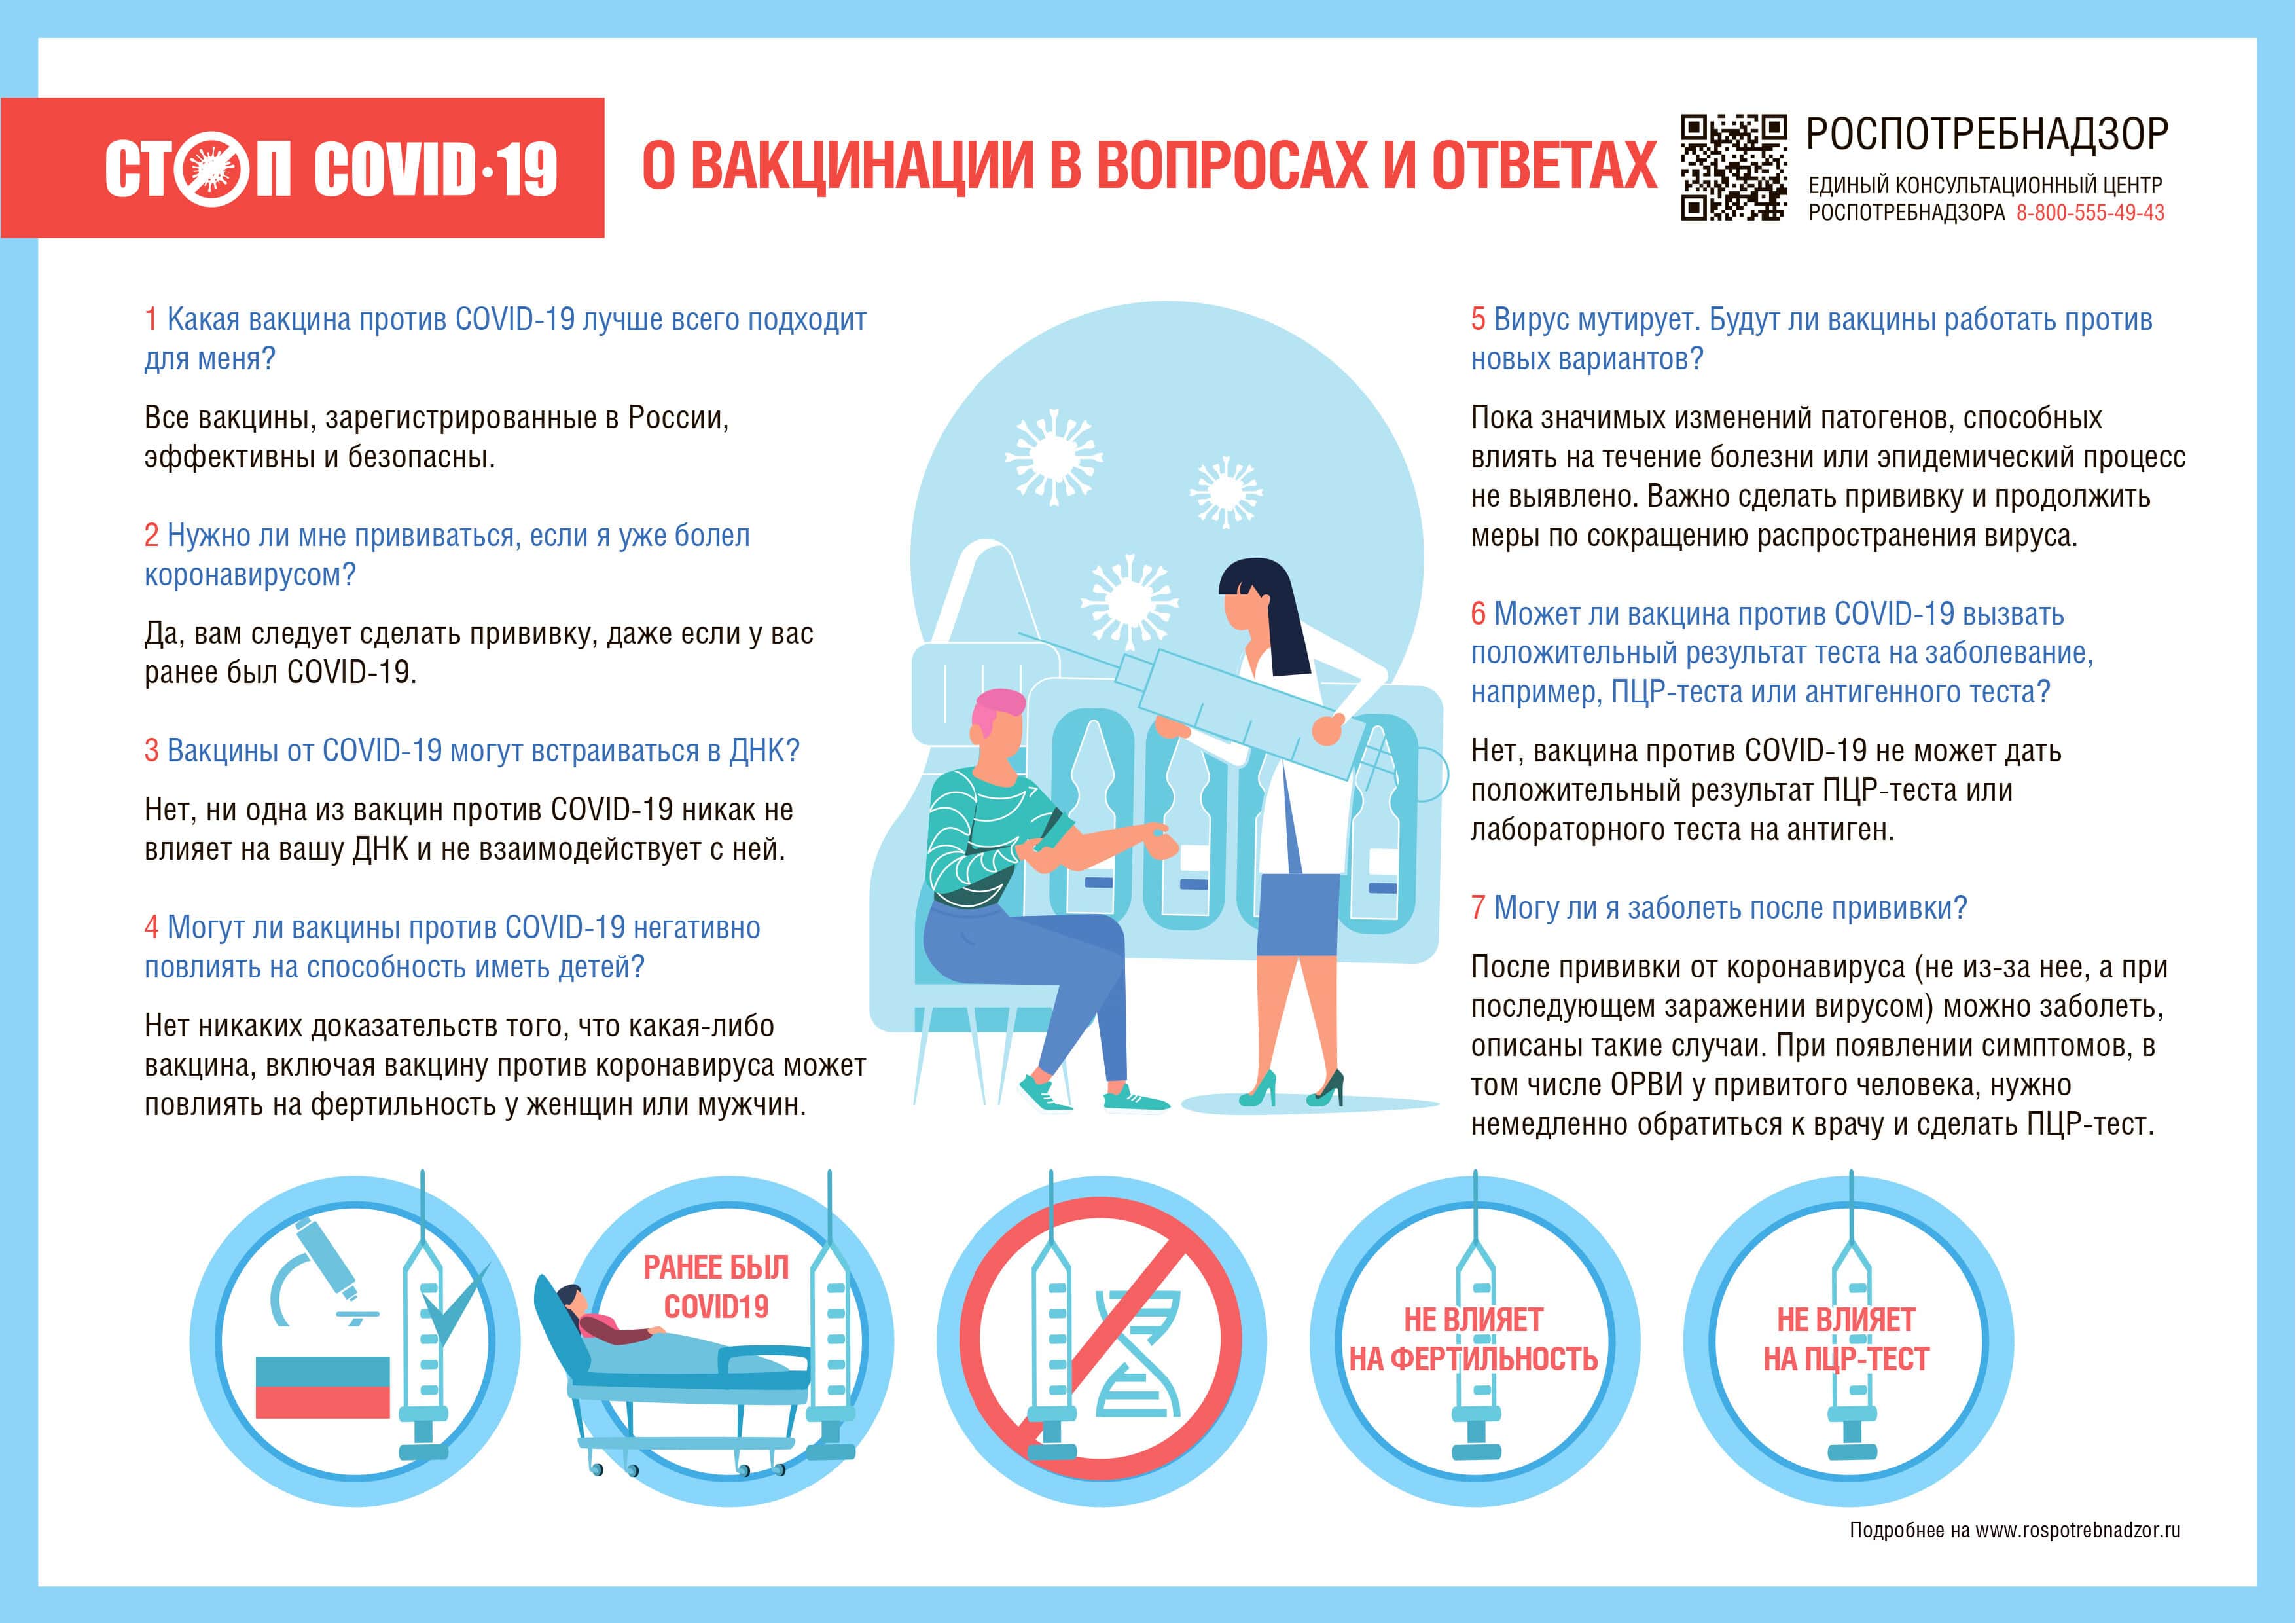 СТОП COVID·19
О ВАКЦИНАЦИИ В ВОПРОСАХ И ОТВЕТАХ
РОСПОТРЕБНАДЗОР
ЕДИНЫЙ КОНСУЛЬТАЦИОННЫЙ ЦЕНТР
РОСПОТРЕБНАДЗОРА 8-800-555-49-43
1 Какая вакцина против COVID-19 лучше всего подходит
для меня?
Все вакцины, зарегистрированные в России,
эффективны и безопасны.
2 Нужно ли мне прививаться, если я уже болел
коронавирусом?
Да, вам следует сделать прививку, даже если у вас
ранее был COVID-19.
3 Вакцины от COVID-19 могут встраиваться в ДНК?
Нет, ни одна из вакцин против COVID-19 никак не
влияет на вашу ДНК и не взаимодействует с ней.
4 Могут ли вакцины против COVID-19 негативно
повлиять на способность иметь детей?
Нет никаких доказательств того, что какая-либо
вакцина, включая вакцину против коронавируса может
повлиять на фертильность у женщин или мужчин.
5 Вирус мутирует. Будут ли вакцины работать против
новых вариантов?
Пока значимых изменений патогенов, способных
влиять на течение болезни или эпидемический процесс
не выявлено. Важно сделать прививку и продолжить
меры по сокращению распространения вируса.
6 Может ли вакцина против COVID-19 вызвать
положительный результат теста на заболевание,
например, ПЦР-теста или антигенного теста?
Нет, вакцина против COVID-19 не может дать
положительный результат ПЦР-теста или
лабораторного теста на антиген.
7 Могу ли я заболеть после прививки?
После прививки от коронавируса (не из-за нее, а при
последующем заражении вирусом) можно заболеть,
описаны такие случаи. При появлении симптомов, в
том числе ОРВИ у привитого человека, нужно
немедленно обратиться к врачу и сделать ПЦР-тест.
РАНЕЕ БЫЛ
COVID19
НЕ ВЛИЯЕТ
НА ФЕРТИЛЬНОСТЬ
НЕ ВЛИЯЕТ
НА ПЦР-ТЕСТ
Подробнее на www.rospotrebnadzor.ru